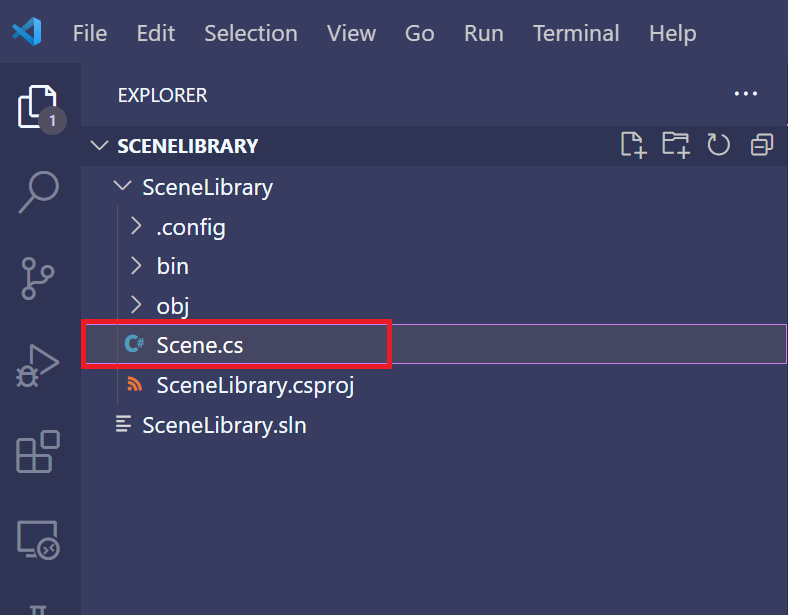 File Edit Selection View Go Run Terminal Help
EXPLORER
1
SCENELIBRARY
SceneLibrary
.config
bin
obj
C# Scene.cs
SceneLibrary.csproj
SceneLibrary.sln